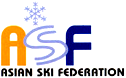 ASF
ASIAN SKI FEDERATION